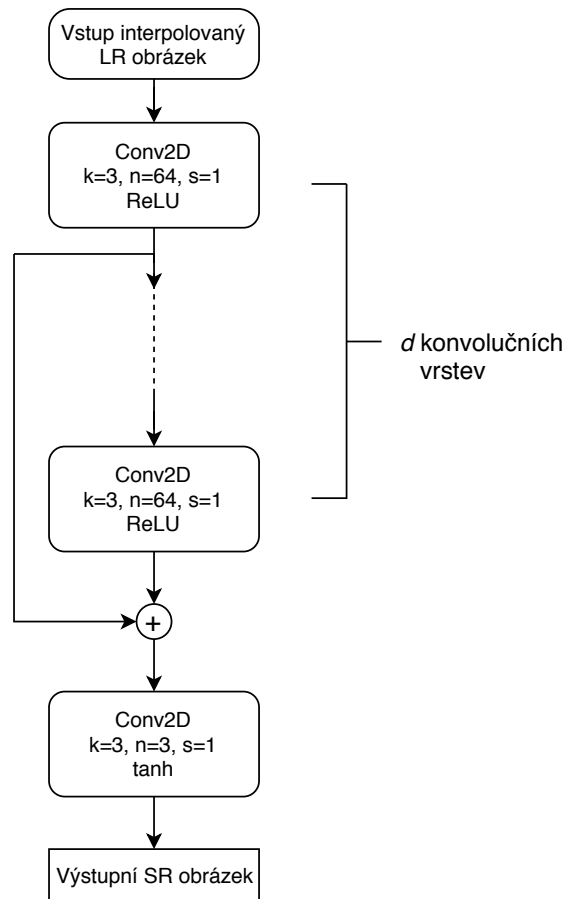 Vstup interpolovaný
LR obrázek
Conv2D
k=3, n=64, s=1
ReLU
d konvolučních
vrstev
Conv2D
k=3, n=64, s=1
ReLU
+
Conv2D
k=3, n=3, s=1
tanh
Výstupní SR obrázek